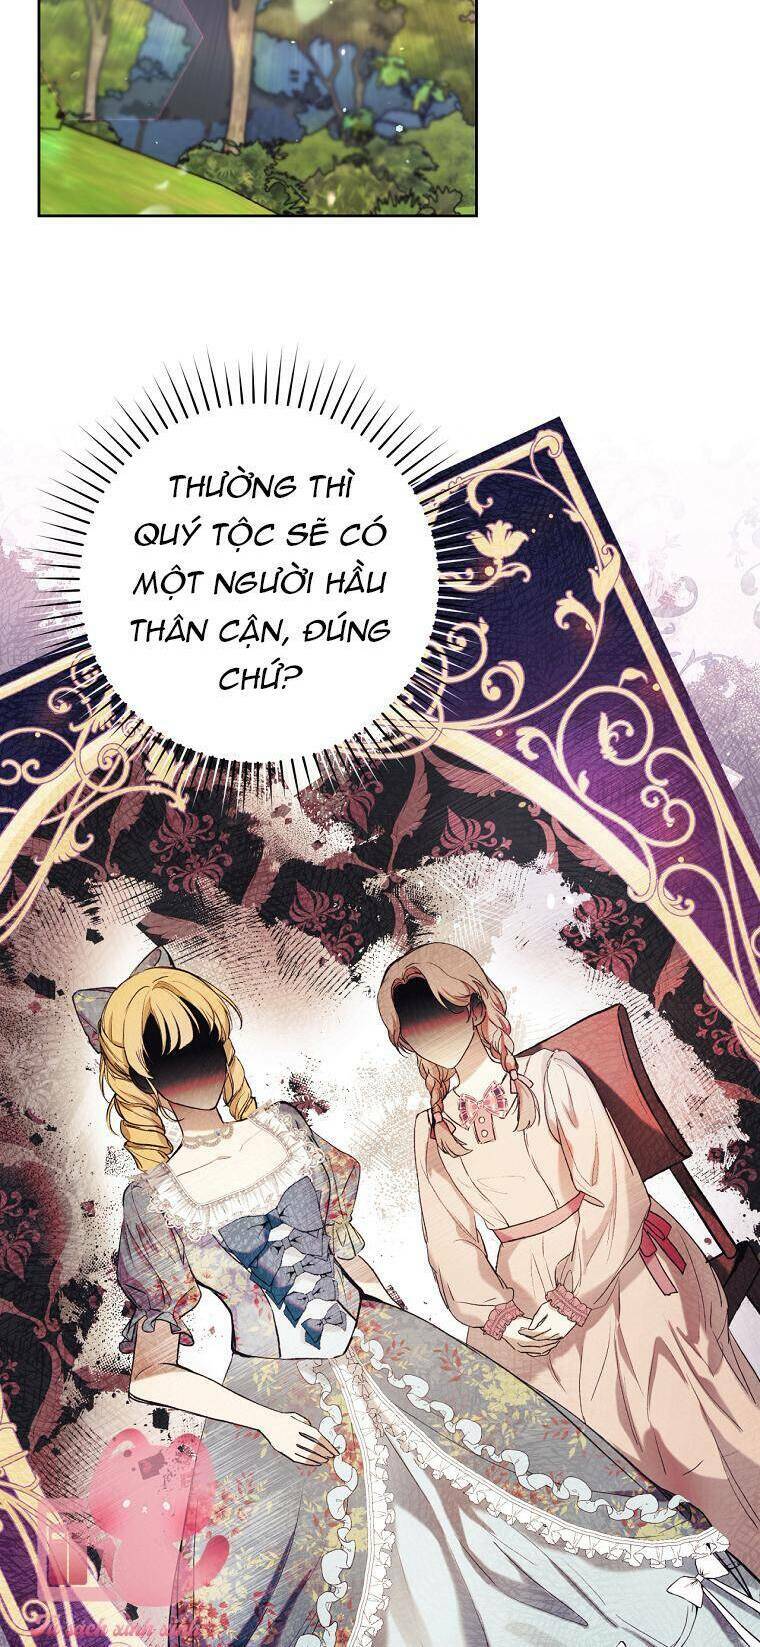 THƯỜNG THÌ
QUÝ TỘC SẼ CÓ
MỘT NGƯỜI HẦU
THÂN CẬN, ĐÚNG
CHỨ?